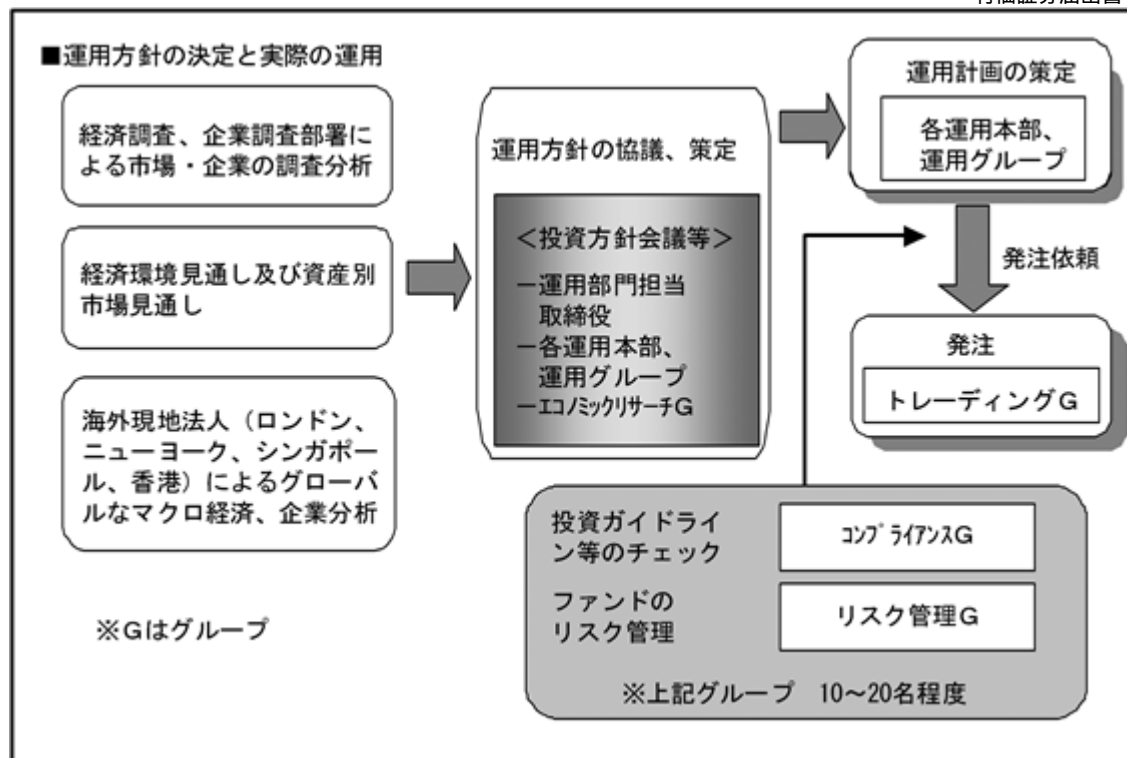 ■運用方針の決定と実際の運用
経済調査、企業調査部署に
よる市場・企業の調査分析
経済環境見通し及び資産別
市場見通し
海外現地法人（ロンドン、
ニューヨーク、シンガポー
ル、香港）によるグローバ
ルなマクロ経済、企業分析
※Gはグループ
運用方針の協議、策定
＜投資方針会議等＞
－運用部門担当
取締役
－各運用本部、
運用グループ
－ｴｺﾉﾐｯｸﾘｻｰﾁG
運用計画の策定
各運用本部、
運用グループ
発注依頼
発注
トレーディングG
投資ガイドライ
ン等のチェック
ｺﾝﾌﾟﾗｲｱﾝｽG
ファンドの
リスク管理
リスク管理G
※上記グループ　10～20名程度